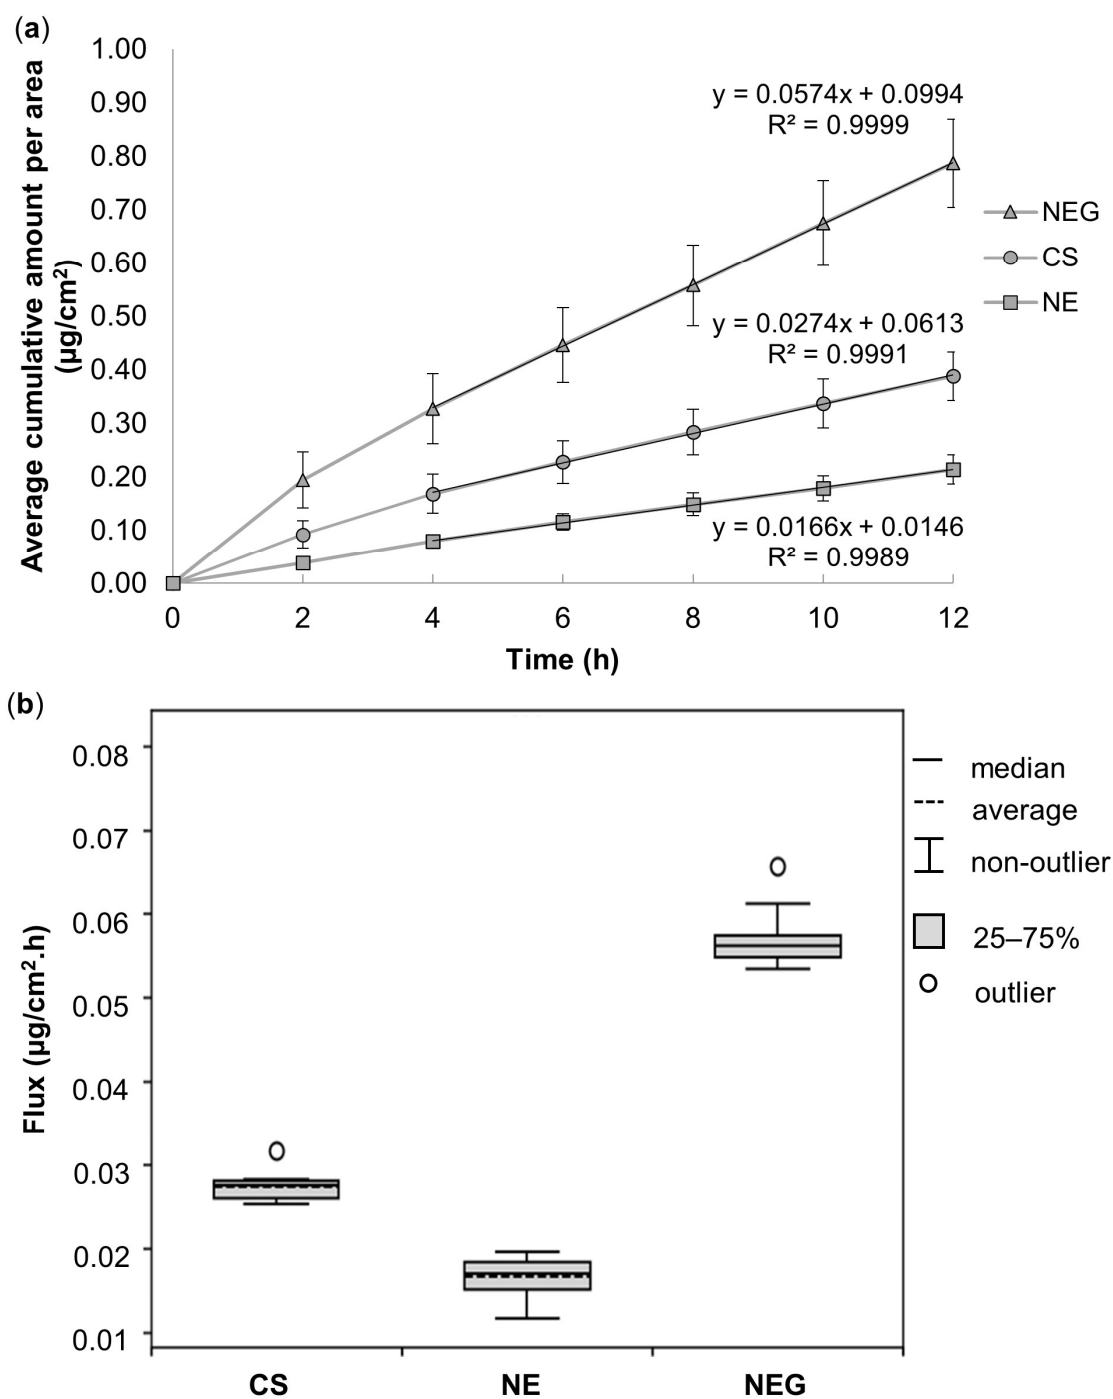 (a)
Average cumulative amount per area
(µg/cm²)
1.00
0.90
0.80
0.70
0.60
0.50
0.40
0.30
0.20
0.10
0.00
y = 0.0574x + 0.0994
R² = 0.9999
y = 0.0274x + 0.0613
R² = 0.9991
y = 0.0166x + 0.0146
R² = 0.9989
NEG
CS
NE
0 2 4 6 8 10 12
Time (h)
(b)
Flux (µg/cm².h)
0.08
0.07
0.06
0.05
0.04
0.03
0.02
0.01
median
average
non-outlier
25–75%
outlier
CS NE NEG